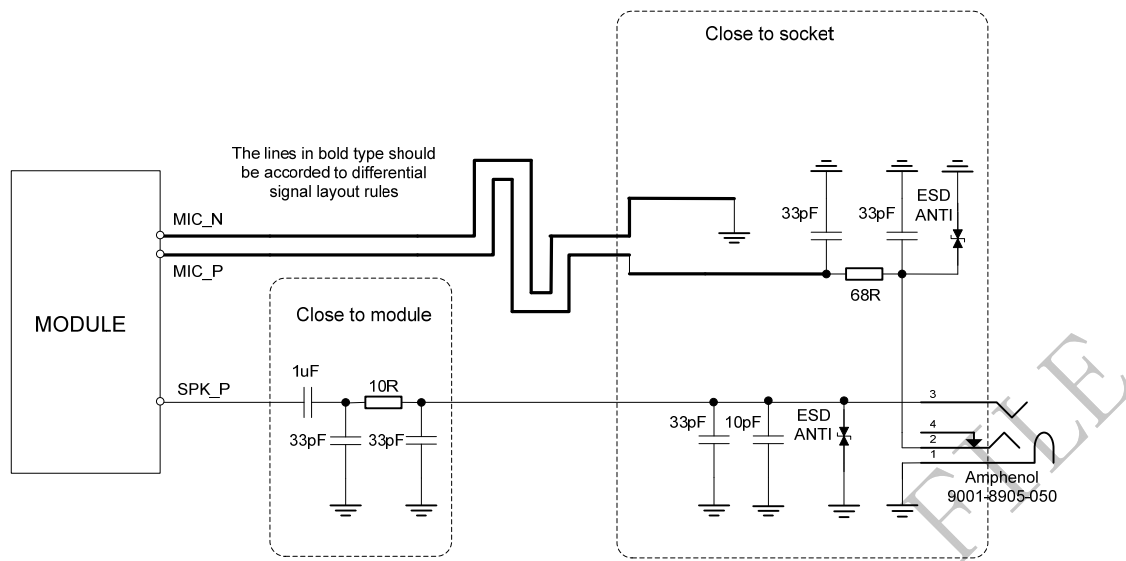 Close to socket
The lines in bold type should
be accorded to differential
signal layout rules
MIC_N
MIC_P
33pF
33pF
ESD
ANTI
68R
Close to module
MODULE
SPK_P
1uF
10R
33pF
33pF
33pF
10pF
ESD
ANTI
3
4
2
1
Amphenol
9001-8905-050
FILE